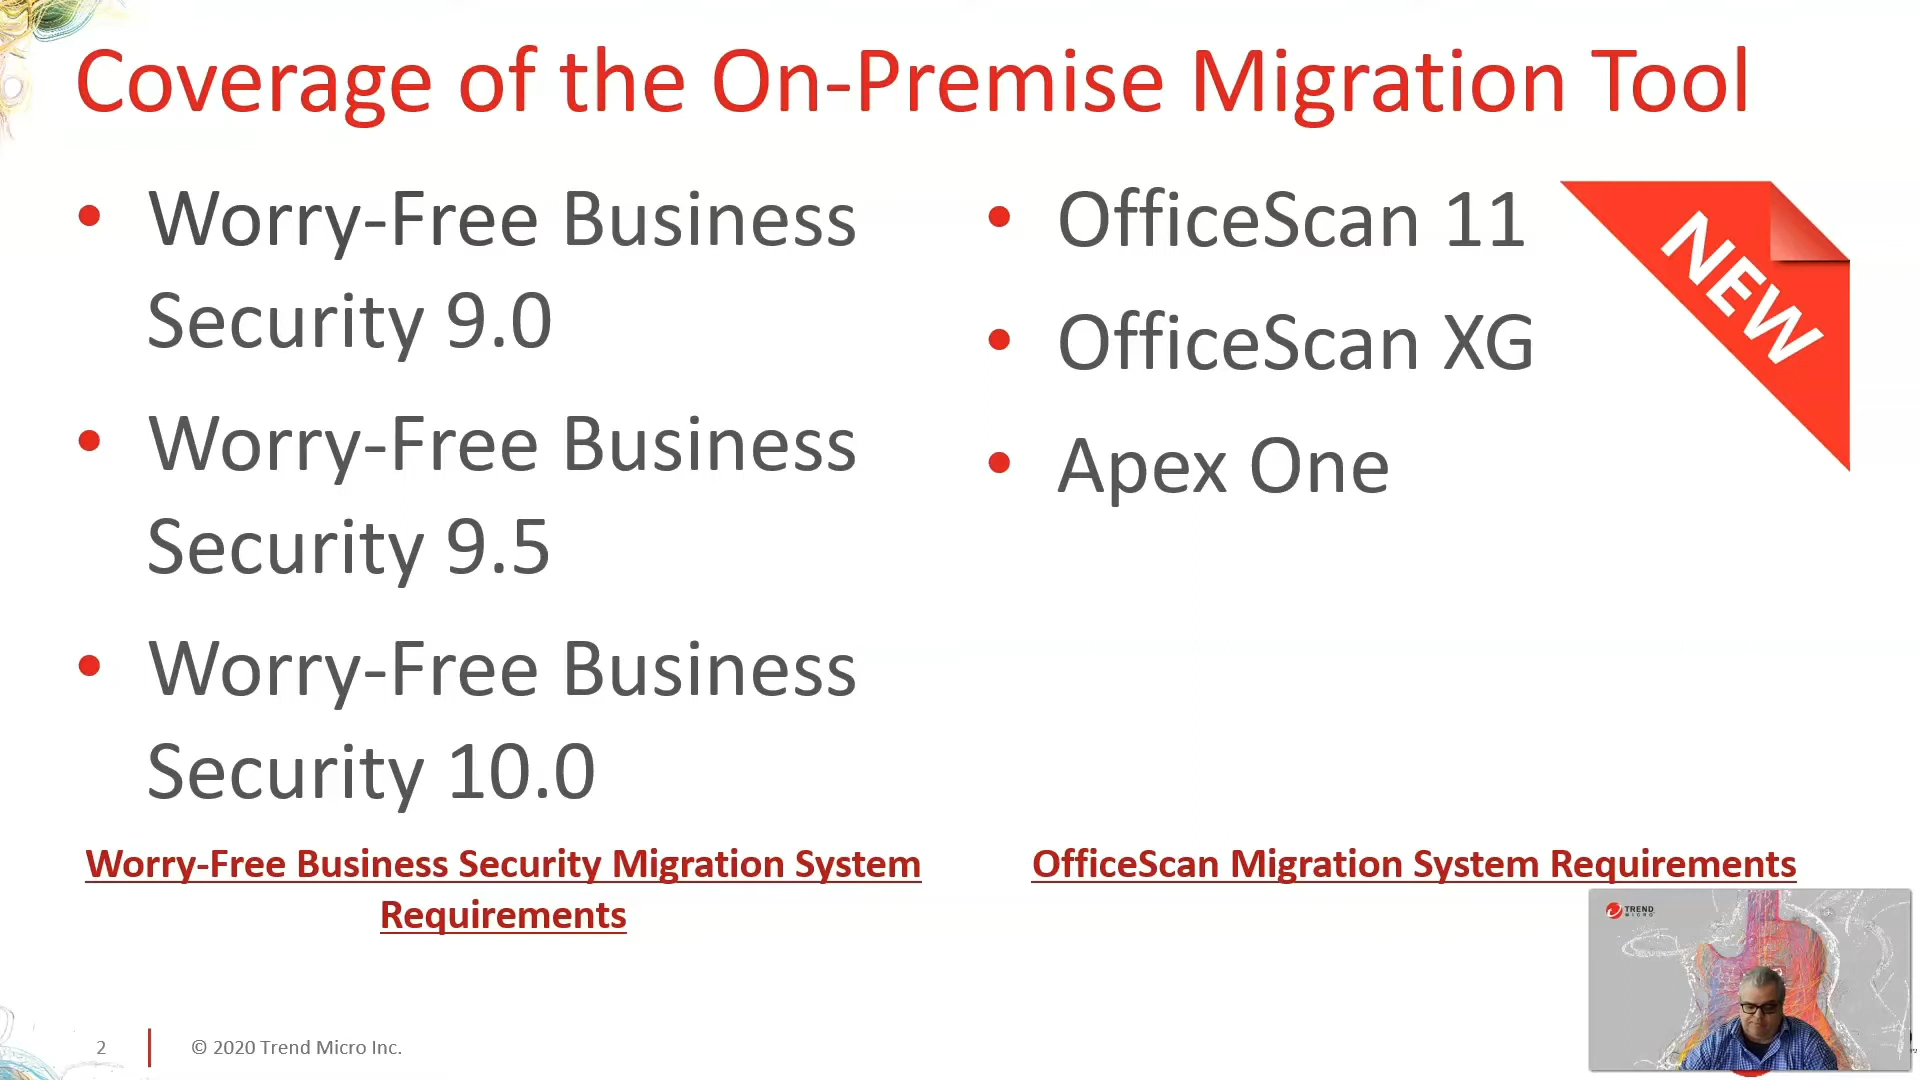 Coverage of the On-Premise Migration Tool
• Worry-Free Business
Security 9.0
• Worry-Free Business
Security 9.5
• Worry-Free Business
Security 10.0
• OfficeScan 11
• OfficeScan XG
• Apex One
NEW
Worry-Free Business Security Migration System
Requirements
OfficeScan Migration System Requirements
TREND
MICRO
2
© 2020 Trend Micro Inc.